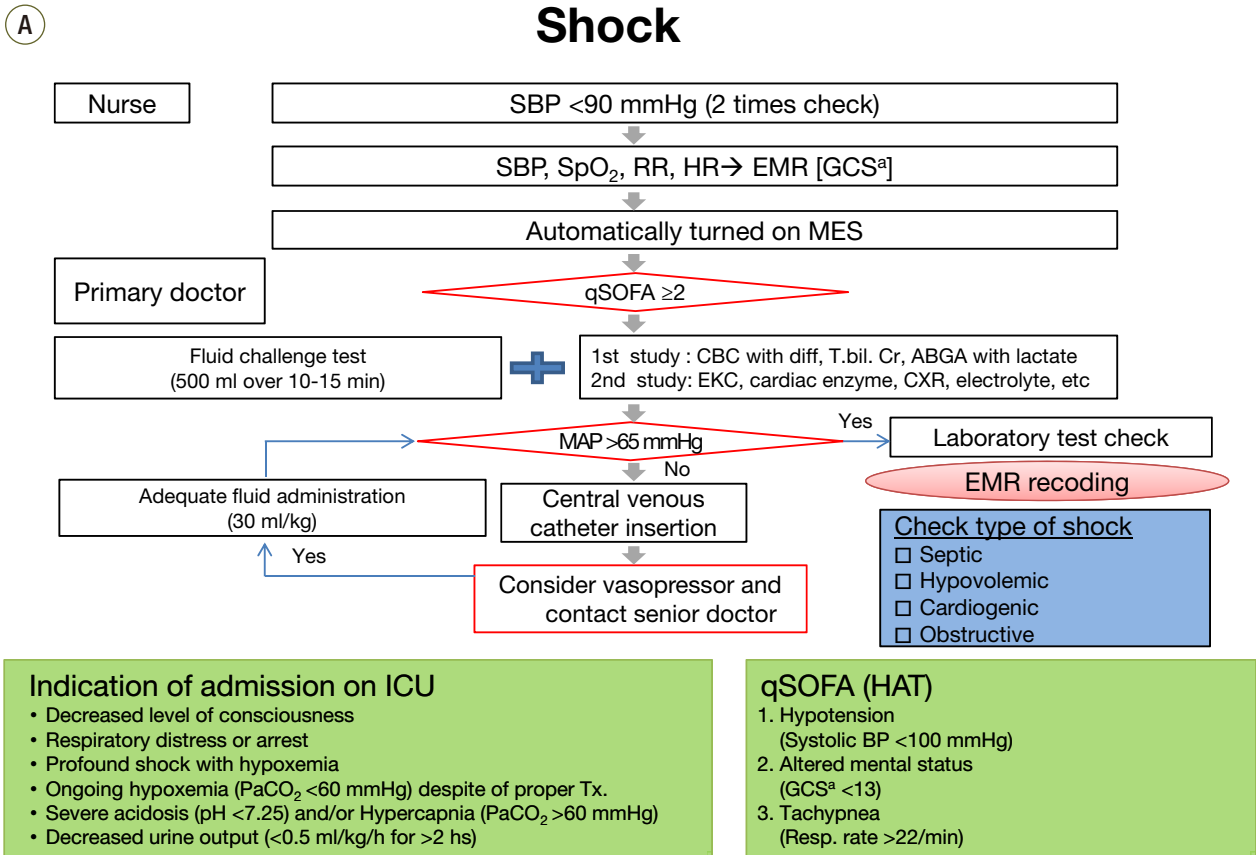 A
Shock
Nurse
SBP <90 mmHg (2 times check)
SBP, SpO₂, RR, HR→ EMR [GCSᵃ]
Automatically turned on MES
Primary doctor
qSOFA ≥2
Fluid challenge test
(500 ml over 10-15 min)
1st study : CBC with diff, T.bil. Cr, ABGA with lactate
2nd study: EKC, cardiac enzyme, CXR, electrolyte, etc
MAP >65 mmHg
Yes
Laboratory test check
No
EMR recoding
Adequate fluid administration
(30 ml/kg)
Central venous
catheter insertion
Yes
Consider vasopressor and
contact senior doctor
Check type of shock
☐ Septic
☐ Hypovolemic
☐ Cardiogenic
☐ Obstructive
Indication of admission on ICU
• Decreased level of consciousness
• Respiratory distress or arrest
• Profound shock with hypoxemia
• Ongoing hypoxemia (PaCO₂ <60 mmHg) despite of proper Tx.
• Severe acidosis (pH <7.25) and/or Hypercapnia (PaCO₂ >60 mmHg)
• Decreased urine output (<0.5 ml/kg/h for >2 hs)
qSOFA (HAT)
1. Hypotension
(Systolic BP <100 mmHg)
2. Altered mental status
(GCSᵃ <13)
3. Tachypnea
(Resp. rate >22/min)